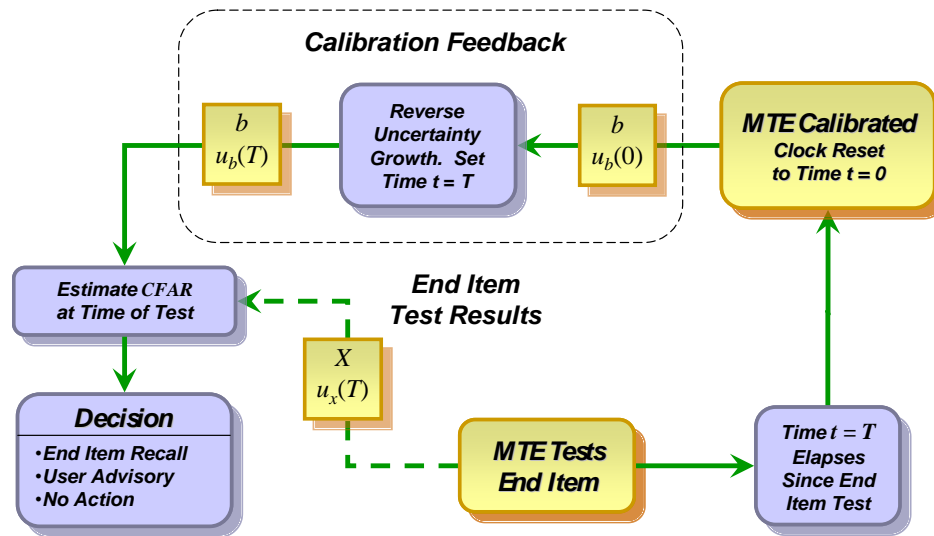 Calibration Feedback
b
u_b(T)
Reverse
Uncertainty
Growth. Set
Time t = T
b
u_b(0)
MTE Calibrated
Clock Reset
to Time t = 0
Estimate CFAR
at Time of Test
End Item
Test Results
X
u_x(T)
Decision
•End Item Recall
•User Advisory
•No Action
MTE Tests
End Item
Time t = T
Elapses
Since End
Item Test